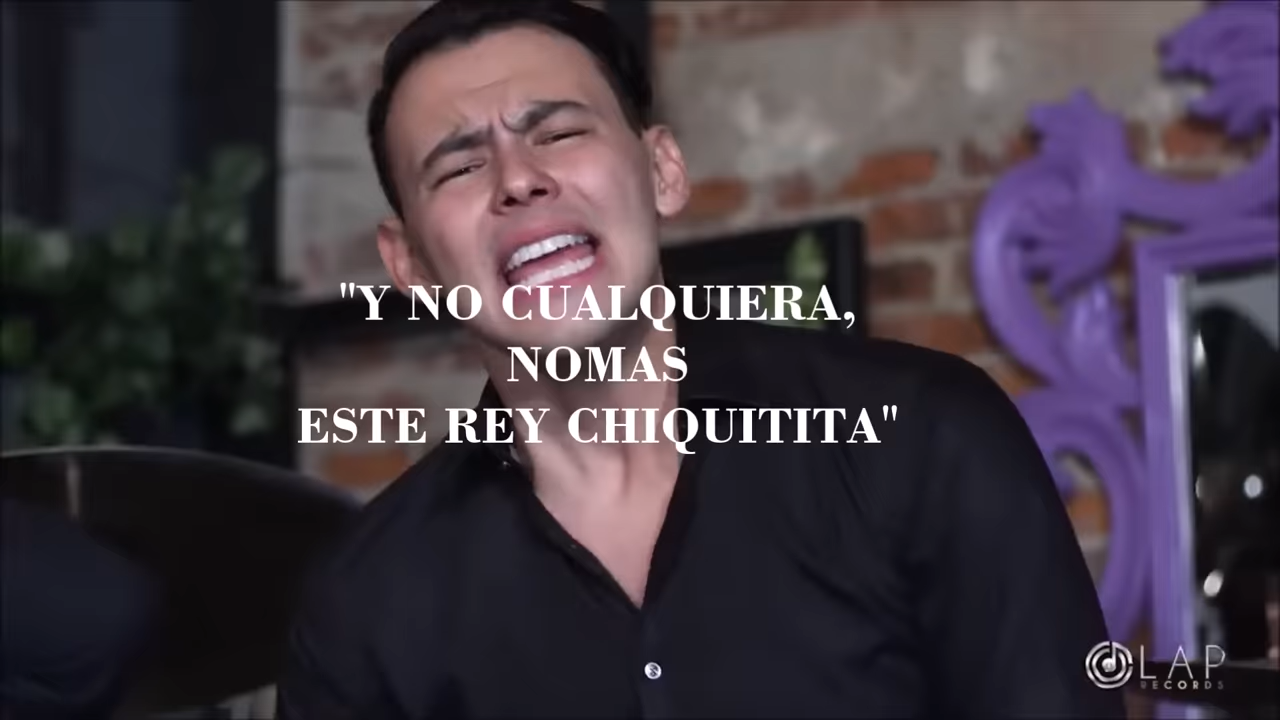 "Y NO CUALQUIERA,
NOMAS
ESTE REY CHIQUITITA"
LAP
RECORDS